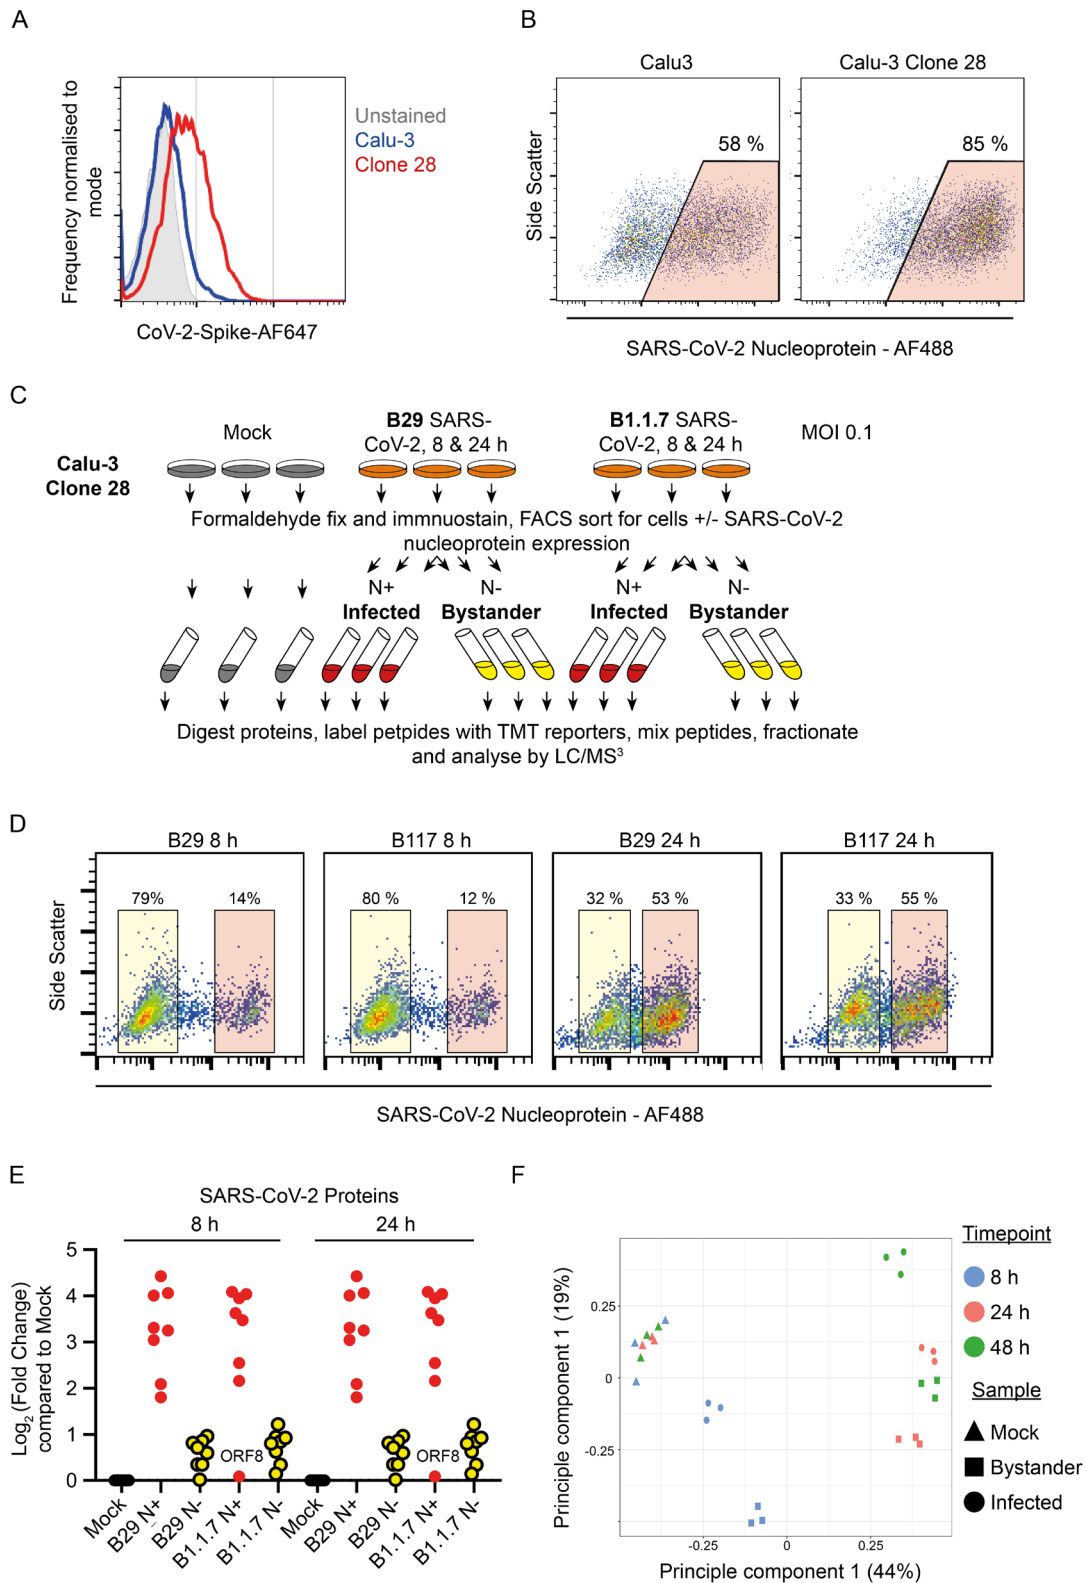 A
Frequency normalised to
mode
Unstained
Calu-3
Clone 28
CoV-2-Spike-AF647
B
Calu3
Calu-3 Clone 28
58 %
85 %
Side Scatter
SARS-CoV-2 Nucleoprotein - AF488
C
Mock
B29 SARS-
CoV-2, 8 & 24 h
B1.1.7 SARS-
CoV-2, 8 & 24 h
MOI 0.1
Calu-3
Clone 28
Formaldehyde fix and immnuostain, FACS sort for cells +/- SARS-CoV-2
nucleoprotein expression
N+
Infected
N-
Bystander
N+
Infected
N-
Bystander
Digest proteins, label petpides with TMT reporters, mix peptides, fractionate
and analyse by LC/MS³
D
B29 8 h
B117 8 h
B29 24 h
B117 24 h
79%
14%
80 %
12 %
32 %
53 %
33 %
55 %
Side Scatter
SARS-CoV-2 Nucleoprotein - AF488
E
SARS-CoV-2 Proteins
8 h
24 h
Log₂ (Fold Change)
compared to Mock
5
4
3
2
1
0
ORF8
ORF8
Mock
B29 N+
B29 N-
B1.1.7 N+
B1.1.7 N-
Mock
B29 N+
B29 N-
B1.1.7 N+
B1.1.7 N-
F
Principle component 1 (19%)
0.25
0
-0.25
-0.25
0
0.25
Principle component 1 (44%)
Timepoint
8 h
24 h
48 h
Sample
Mock
Bystander
Infected